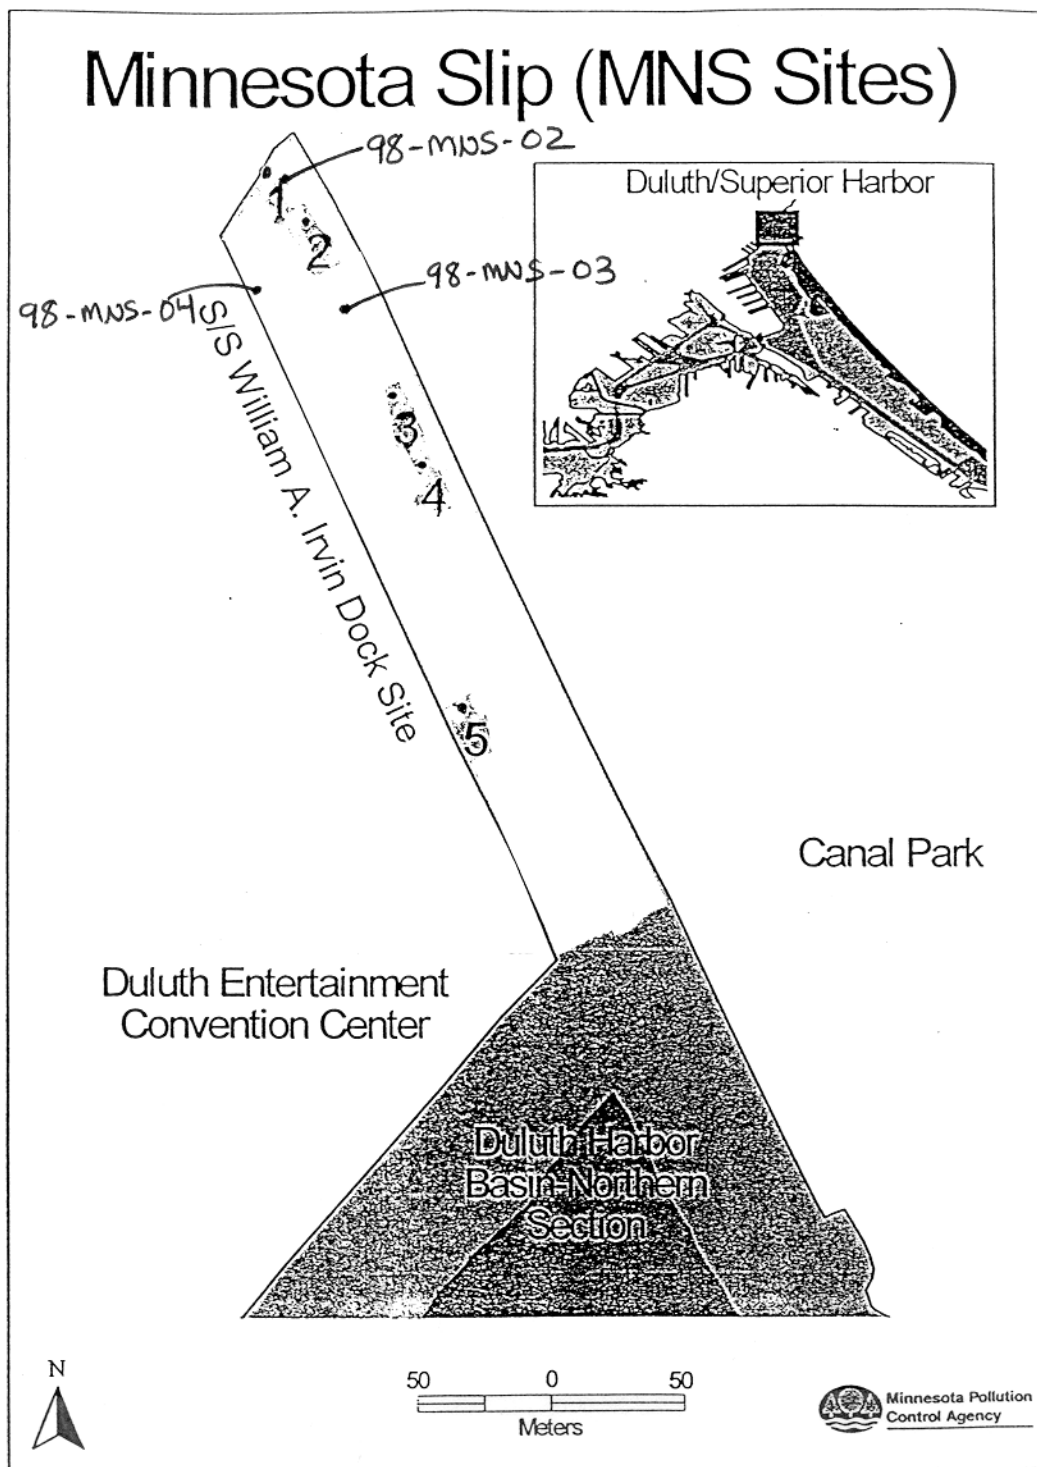 Minnesota Slip (MNS Sites)
98-MNS-02
Duluth/Superior Harbor
1
2
98-MNS-03
98-MNS-04
S/S William A. Irvin Dock Site
3
4
5
Canal Park
Duluth Entertainment
Convention Center
Duluth Harbor
Basin-Northern
Section
N
50 0 50
Meters
Minnesota Pollution
Control Agency